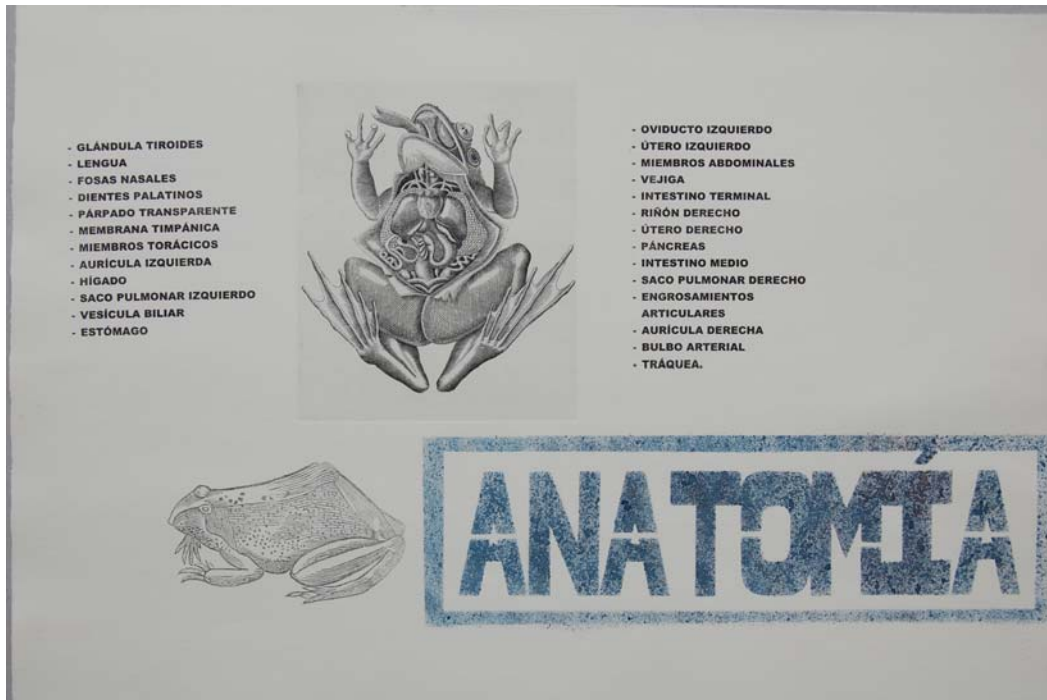 - GLÁNDULA TIROIDES
- LENGUA
- FOSAS NASALES
- DIENTES PALATINOS
- PÁRPADO TRANSPARENTE
- MEMBRANA TIMPÁNICA
- MIEMBROS TORÁCICOS
- AURÍCULA IZQUIERDA
- HÍGADO
- SACO PULMONAR IZQUIERDO
- VESÍCULA BILIAR
- ESTÓMAGO
- OVIDUCTO IZQUIERDO
- ÚTERO IZQUIERDO
- MIEMBROS ABDOMINALES
- VEJIGA
- INTESTINO TERMINAL
- RIÑÓN DERECHO
- ÚTERO DERECHO
- PÁNCREAS
- INTESTINO MEDIO
- SACO PULMONAR DERECHO
- ENGROSAMIENTOS
ARTICULARES
- AURÍCULA DERECHA
- BULBO ARTERIAL
- TRÁQUEA.
ANATOMÍA